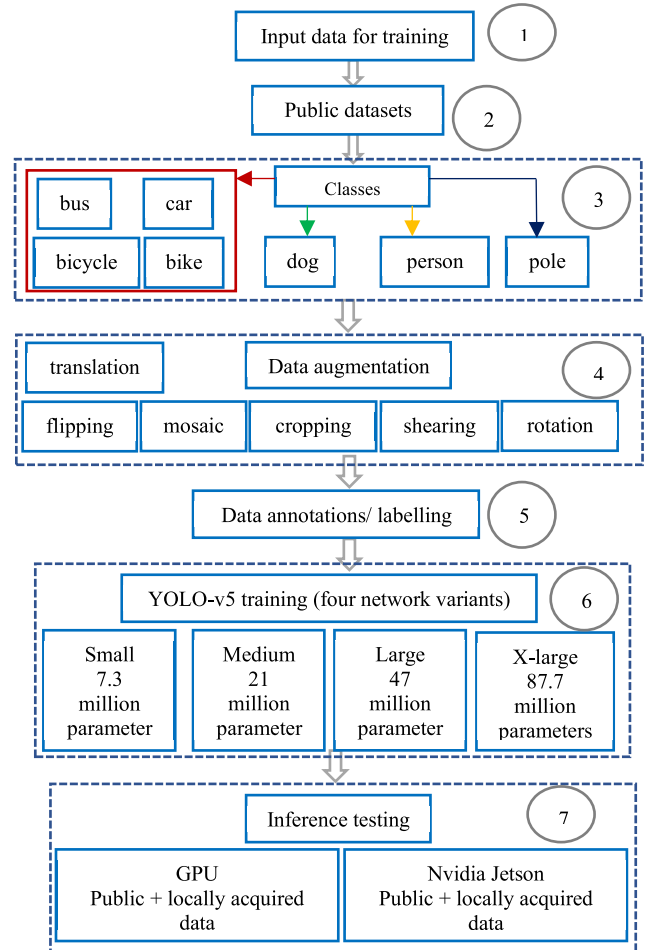 Input data for training
1
Public datasets
2
Classes
3
bus
car
bicycle
bike
dog
person
pole
translation
Data augmentation
4
flipping
mosaic
cropping
shearing
rotation
Data annotations/ labelling
5
YOLO-v5 training (four network variants)
6
Small
7.3
million
parameter
Medium
21
million
parameter
Large
47
million
parameter
X-large
87.7
million
parameters
Inference testing
7
GPU
Public + locally acquired
data
Nvidia Jetson
Public + locally acquired
data